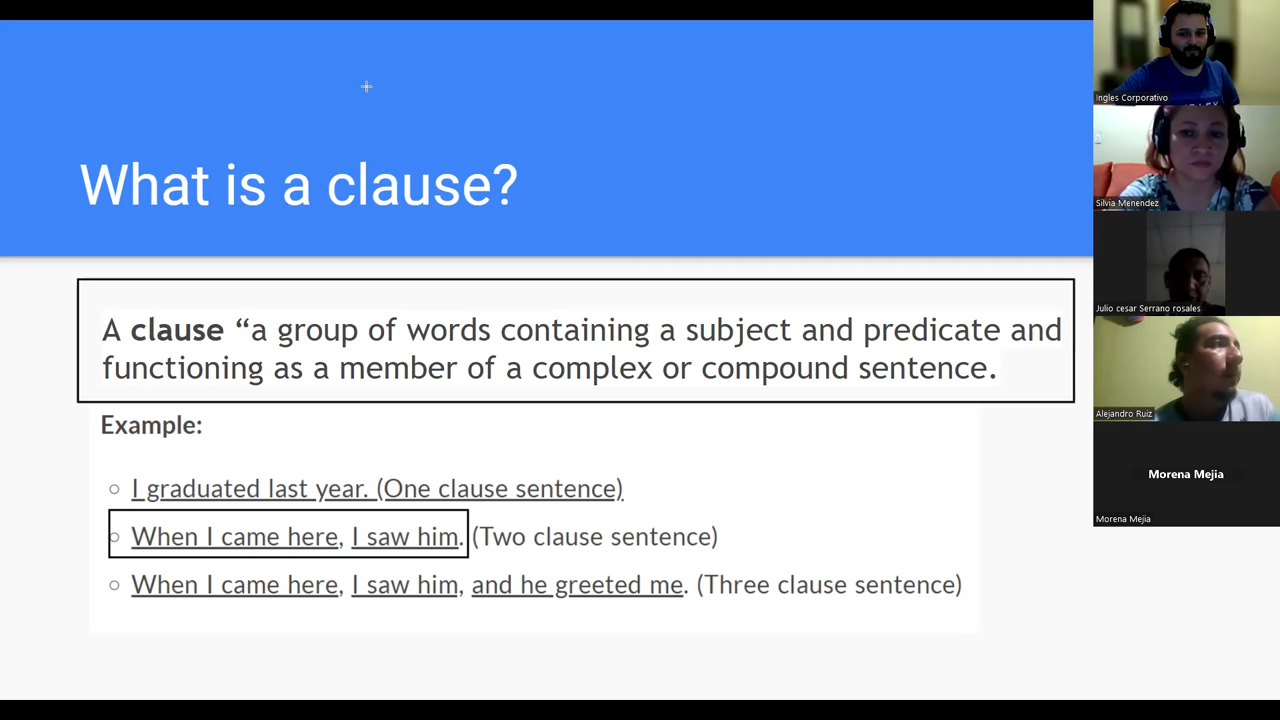 What is a clause?
A clause “a group of words containing a subject and predicate and
functioning as a member of a complex or compound sentence.
Example:
I graduated last year. (One clause sentence)
When I came here, I saw him. (Two clause sentence)
When I came here, I saw him, and he greeted me. (Three clause sentence)
Ingles Corporativo
Silvia Menendez
Julio cesar Serrano rosales
Alejandro Ruiz
Morena Mejia
Morena Mejia